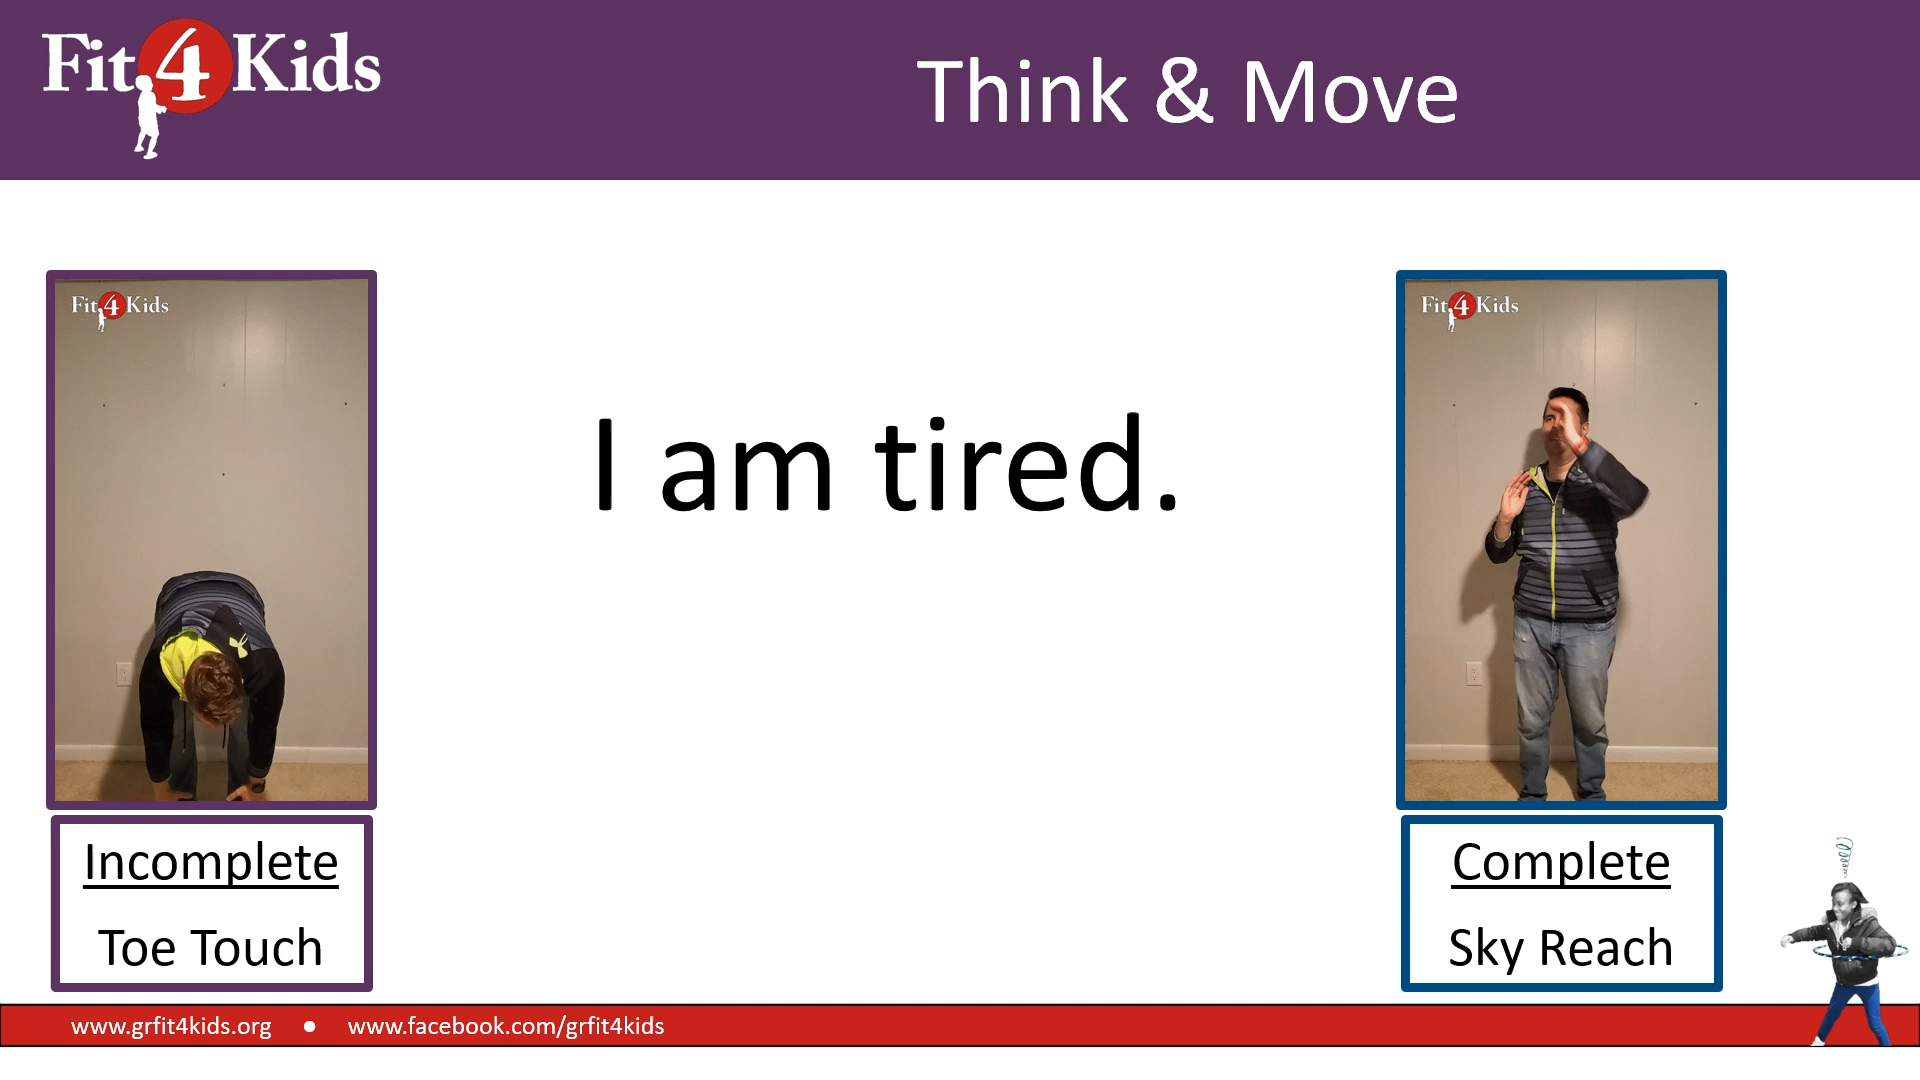 Fit 4 Kids
Think & Move
Fit 4 Kids
Fit 4 Kids
I am tired.
Incomplete
Toe Touch
Complete
Sky Reach
www.grfit4kids.org • www.facebook.com/grfit4kids